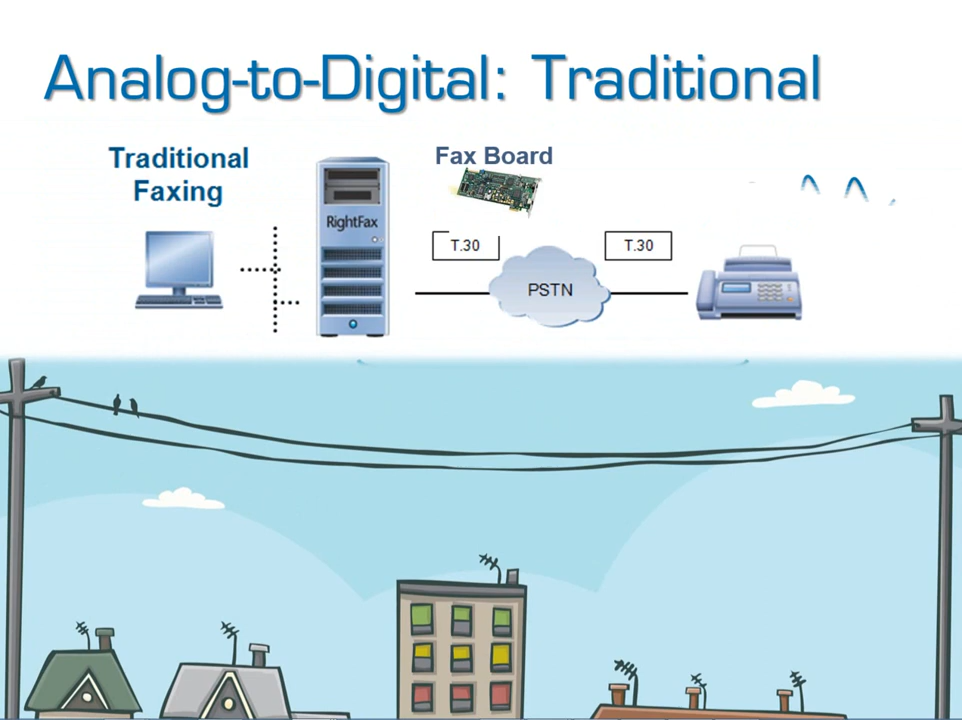 Analog-to-Digital: Traditional
Traditional
Faxing
Fax Board
RightFax
T.30
T.30
PSTN